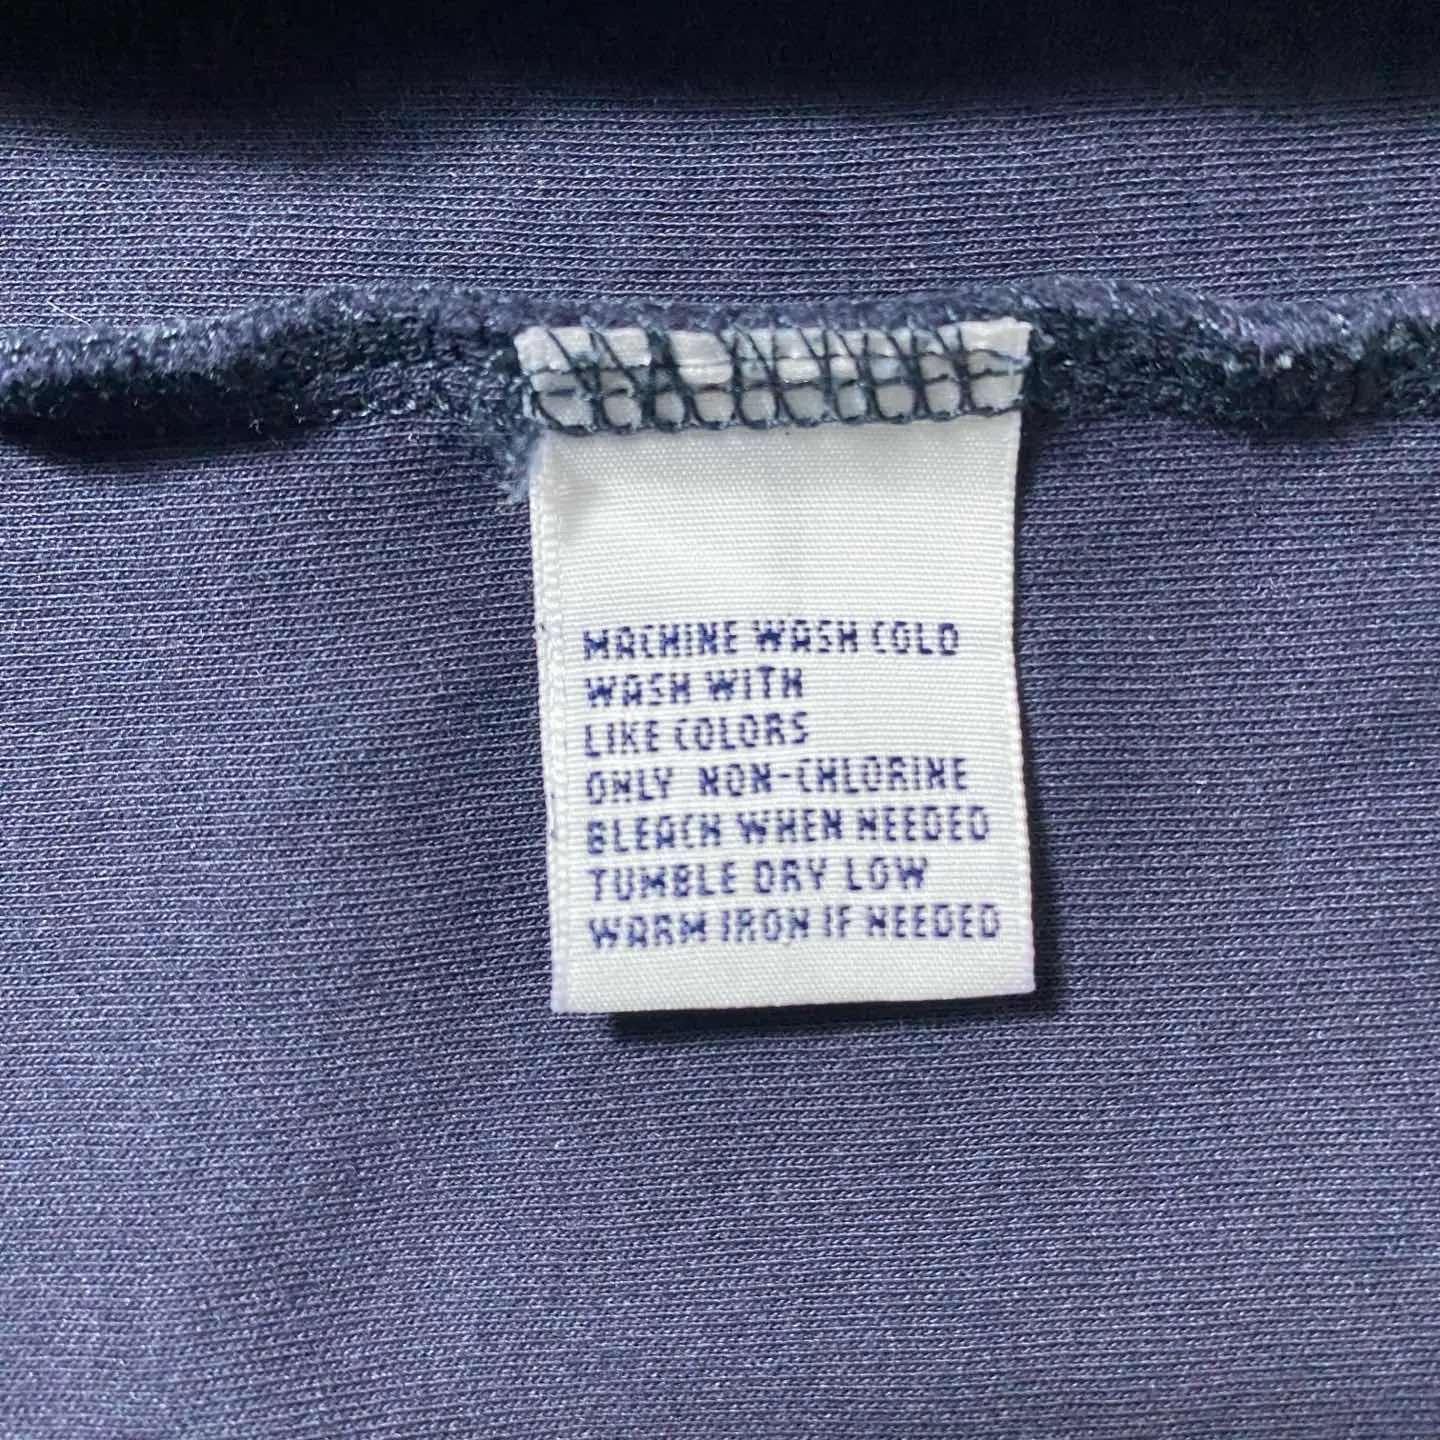 MACHINE WASH COLD
WASH WITH
LIKE COLORS
ONLY NON-CHLORINE
BLEACH WHEN NEEDED
TUMBLE DRY LOW
WARM IRON IF NEEDED